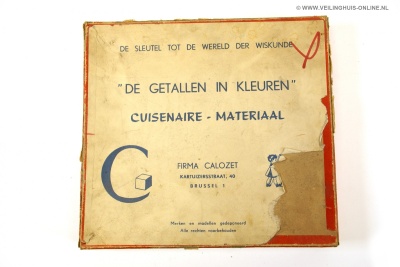 WWW.VEILINGHUIS-ONLINE.NL
DE SLEUTEL TOT DE WERELD DER WISKUNDE
"DE GETALLEN IN KLEUREN"
CUISENAIRE - MATERIAAL
C
FIRMA CALOZET
KARTUIZERSSTRAAT, 40
BRUSSEL 1
Merken en modellen gedeponeerd
Alle rechten voorbehouden